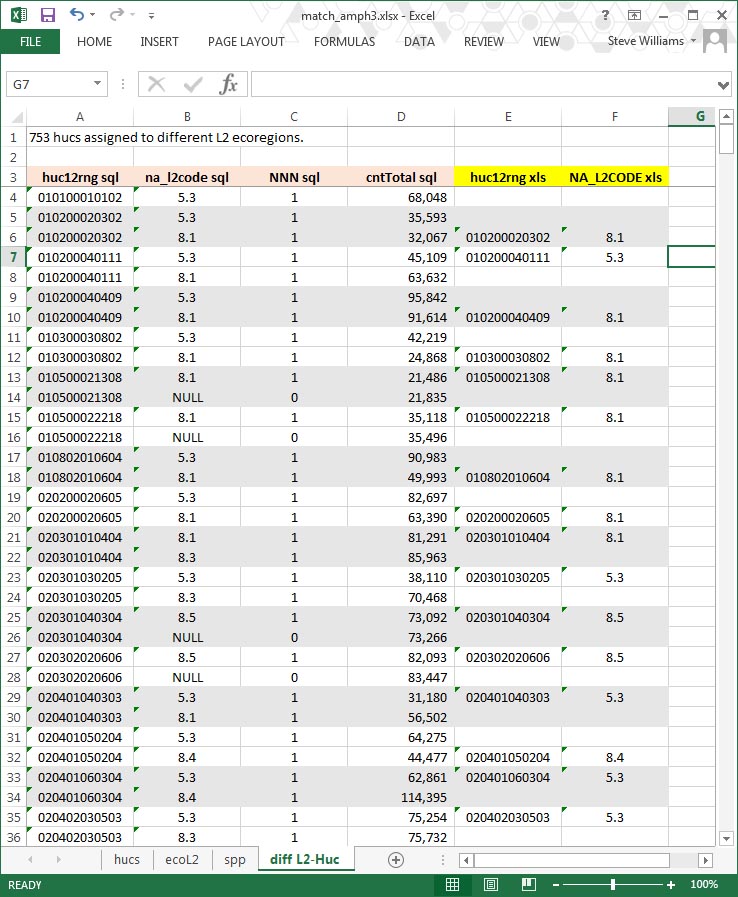 match_amph3.xlsx - Excel
?
FILE HOME INSERT PAGE LAYOUT FORMULAS DATA REVIEW VIEW Steve Williams
G7 fx
A B C D E F G
1 753 hucs assigned to different L2 ecoregions.
2
3 huc12rng sql na_l2code sql NNN sql cntTotal sql huc12rng xls NA_L2CODE xls
4 010100010102 5.3 1 68,048
5 010200020302 5.3 1 35,593
6 010200020302 8.1 1 32,067 010200020302 8.1
7 010200040111 5.3 1 45,109 010200040111 5.3
8 010200040111 8.1 1 63,632
9 010200040409 5.3 1 95,842
10 010200040409 8.1 1 91,614 010200040409 8.1
11 010300030802 5.3 1 42,219
12 010300030802 8.1 1 24,868 010300030802 8.1
13 010500021308 8.1 1 21,486 010500021308 8.1
14 010500021308 NULL 0 21,835
15 010500022218 8.1 1 35,118 010500022218 8.1
16 010500022218 NULL 0 35,496
17 010802010604 5.3 1 90,983
18 010802010604 8.1 1 49,993 010802010604 8.1
19 020200020605 5.3 1 82,697
20 020200020605 8.1 1 63,390 020200020605 8.1
21 020301010404 8.1 1 81,291 020301010404 8.1
22 020301010404 8.3 1 85,963
23 020301030205 5.3 1 38,110 020301030205 5.3
24 020301030205 8.3 1 70,468
25 020301040304 8.5 1 73,092 020301040304 8.5
26 020301040304 NULL 0 73,266
27 020302020606 8.5 1 82,093 020302020606 8.5
28 020302020606 NULL 0 83,447
29 020401040303 5.3 1 31,180 020401040303 5.3
30 020401040303 8.1 1 56,502
31 020401050204 5.3 1 64,275
32 020401050204 8.4 1 44,477 020401050204 8.4
33 020401060304 5.3 1 62,861 020401060304 5.3
34 020401060304 8.4 1 114,395
35 020402030503 5.3 1 75,254 020402030503 5.3
36 020402030503 8.3 1 75,732
hucs ecoL2 spp diff L2-Huc
READY 100%